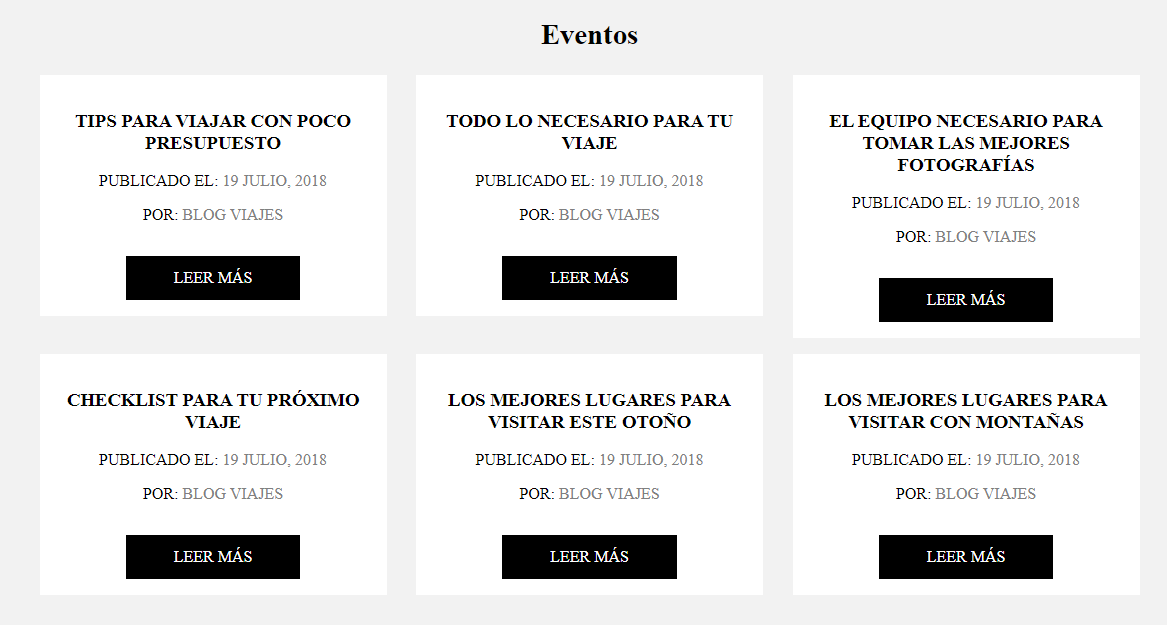 Eventos
TIPS PARA VIAJAR CON POCO
PRESUPUESTO
PUBLICADO EL: 19 JULIO, 2018
POR: BLOG VIAJES
LEER MÁS
TODO LO NECESARIO PARA TU
VIAJE
PUBLICADO EL: 19 JULIO, 2018
POR: BLOG VIAJES
LEER MÁS
EL EQUIPO NECESARIO PARA
TOMAR LAS MEJORES
FOTOGRAFÍAS
PUBLICADO EL: 19 JULIO, 2018
POR: BLOG VIAJES
LEER MÁS
CHECKLIST PARA TU PRÓXIMO
VIAJE
PUBLICADO EL: 19 JULIO, 2018
POR: BLOG VIAJES
LEER MÁS
LOS MEJORES LUGARES PARA
VISITAR ESTE OTOÑO
PUBLICADO EL: 19 JULIO, 2018
POR: BLOG VIAJES
LEER MÁS
LOS MEJORES LUGARES PARA
VISITAR CON MONTAÑAS
PUBLICADO EL: 19 JULIO, 2018
POR: BLOG VIAJES
LEER MÁS